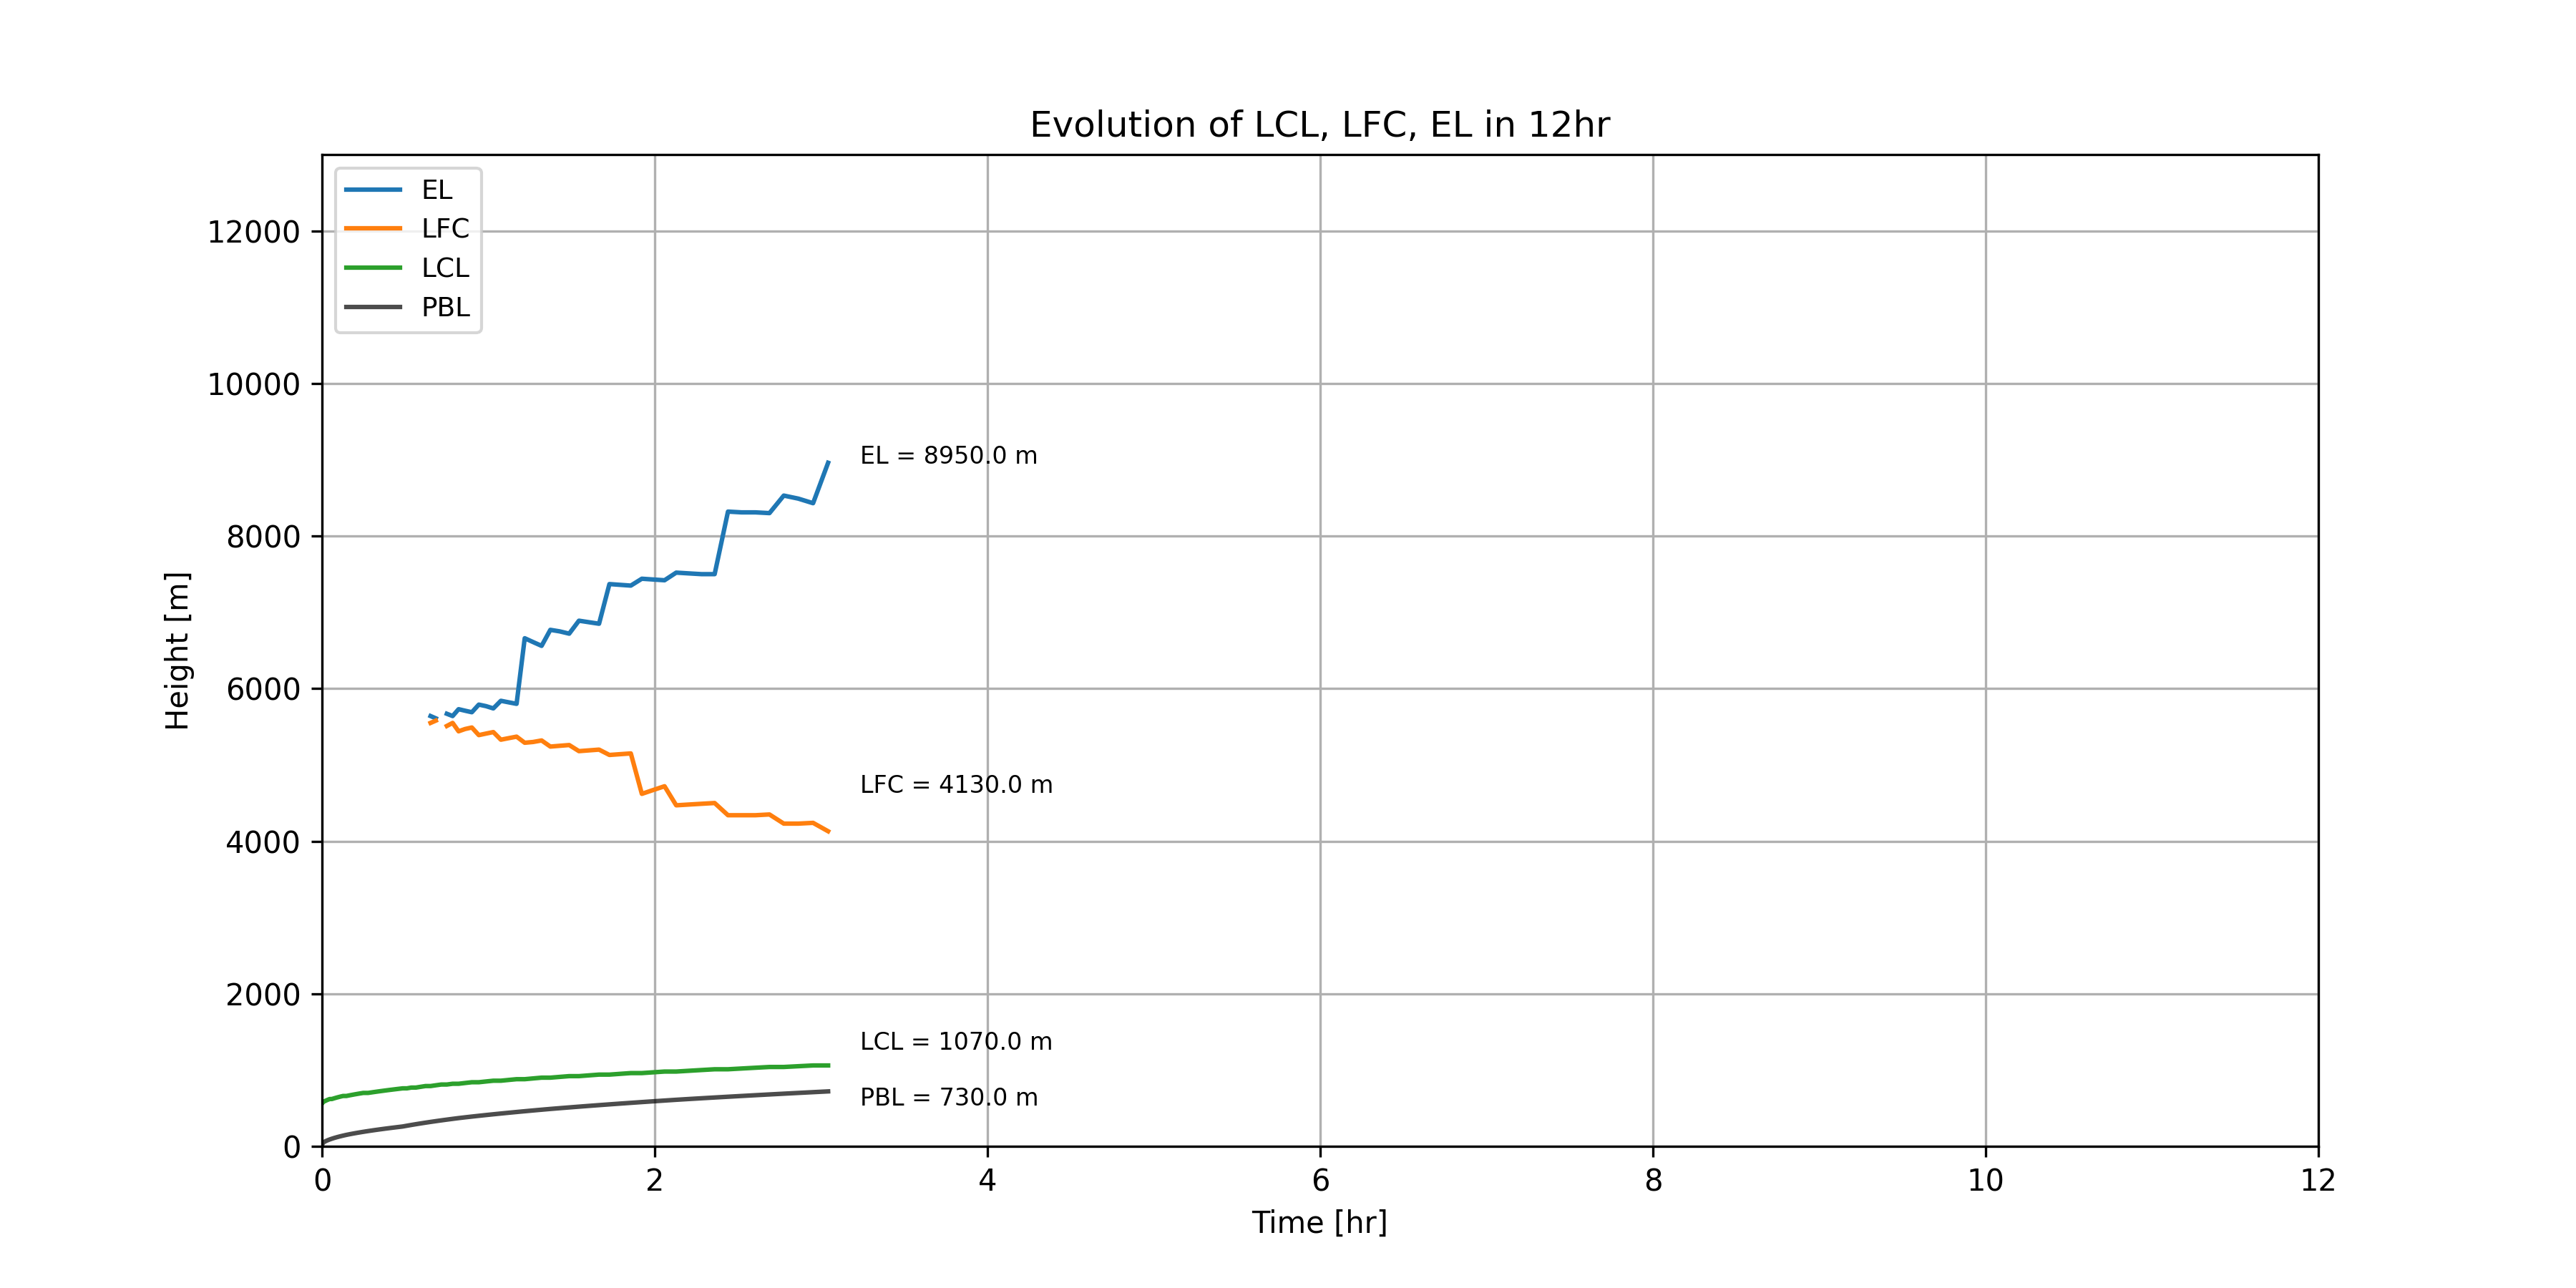 Evolution of LCL, LFC, EL in 12hr
EL
LFC
LCL
PBL
12000
10000
8000
6000
4000
2000
0
Height [m]
EL = 8950.0 m
LFC = 4130.0 m
LCL = 1070.0 m
PBL = 730.0 m
0 2 4 6 8 10 12
Time [hr]